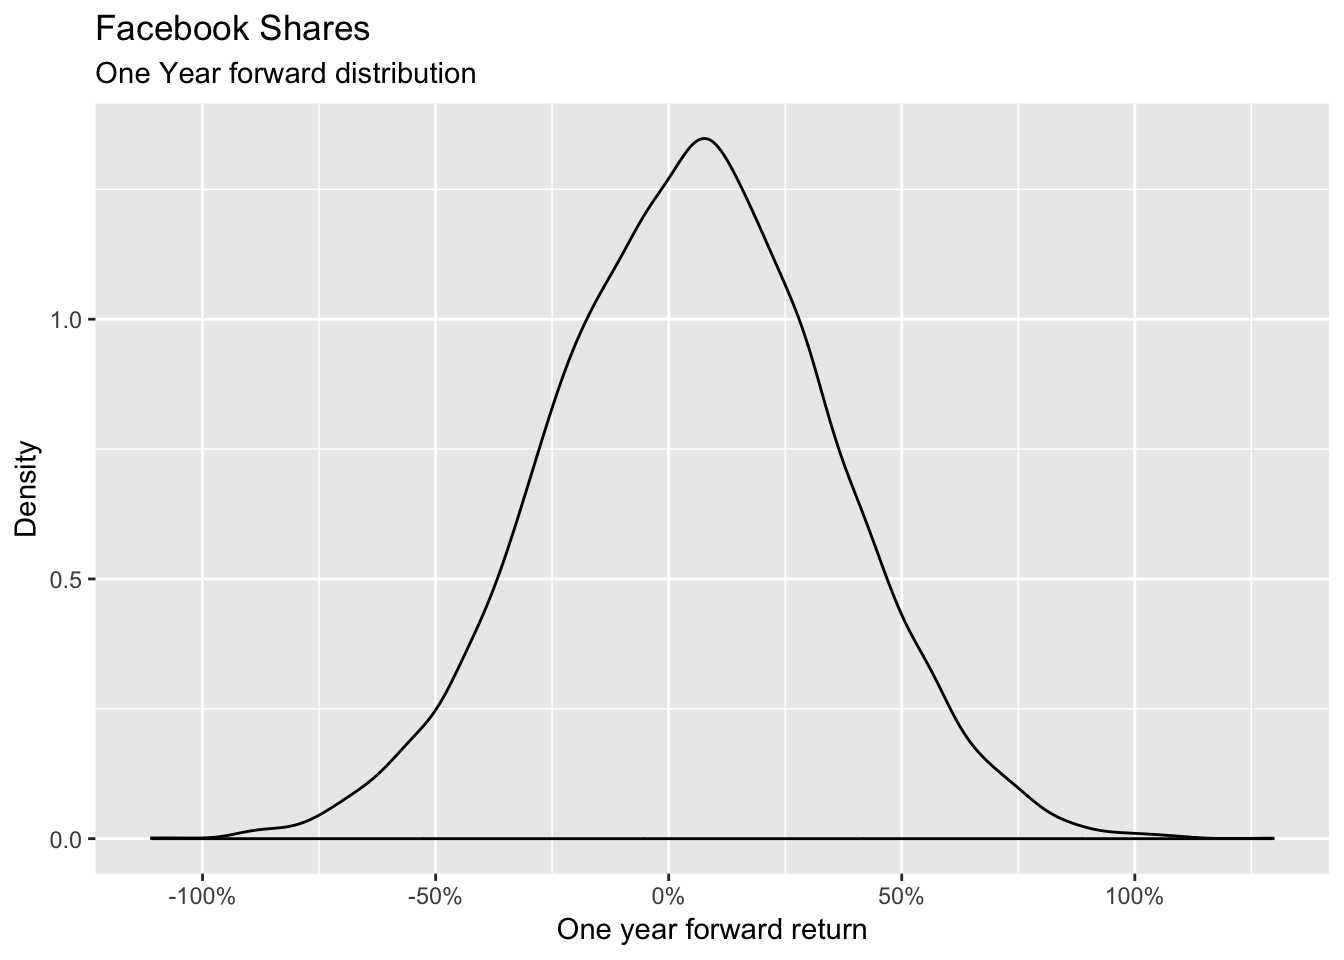 Facebook Shares
One Year forward distribution
Density
1.0
0.5
0.0
-100%
-50%
0%
50%
100%
One year forward return